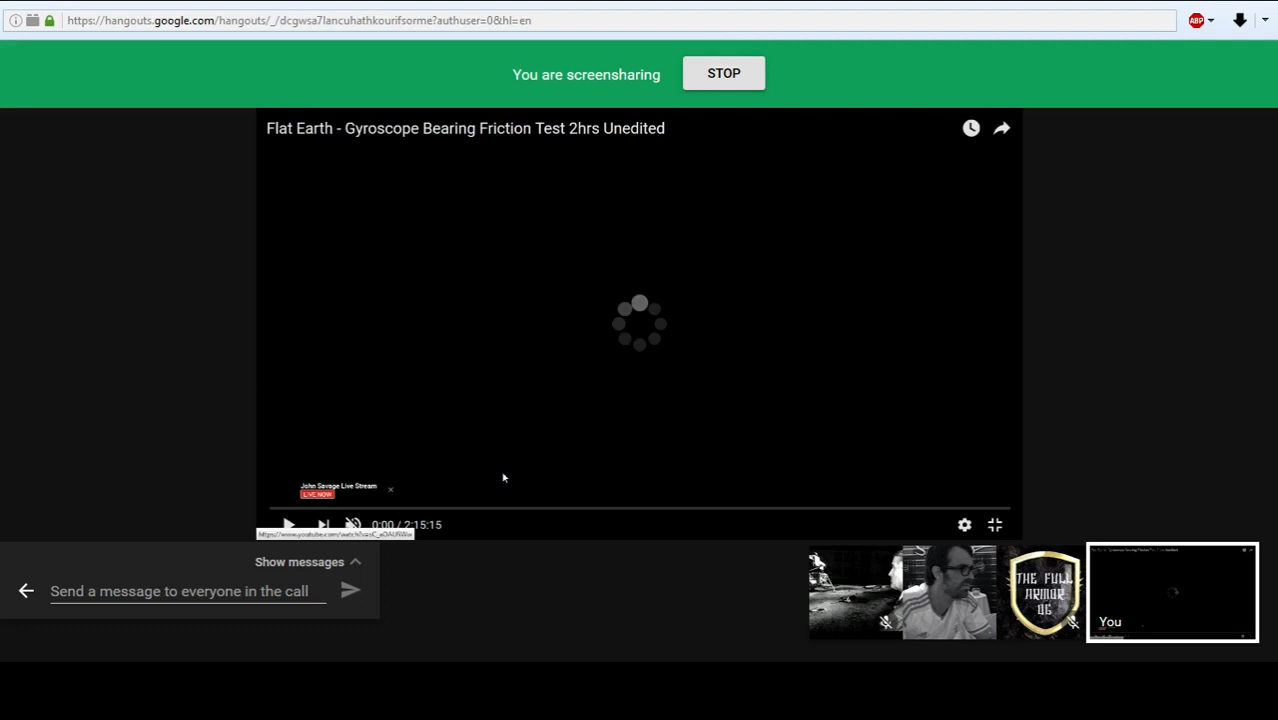 https://hangouts.google.com/hangouts/_/dcgwsa7lancuhathkourifsorme?authuser=0&hl=en
ABP
You are screensharing
STOP
Flat Earth - Gyroscope Bearing Friction Test 2hrs Unedited
John Savage Live Stream
LIVE NOW
0:00 / 2:15:15
Show messages
Send a message to everyone in the call
THE FULL
ARMOR
OG
You